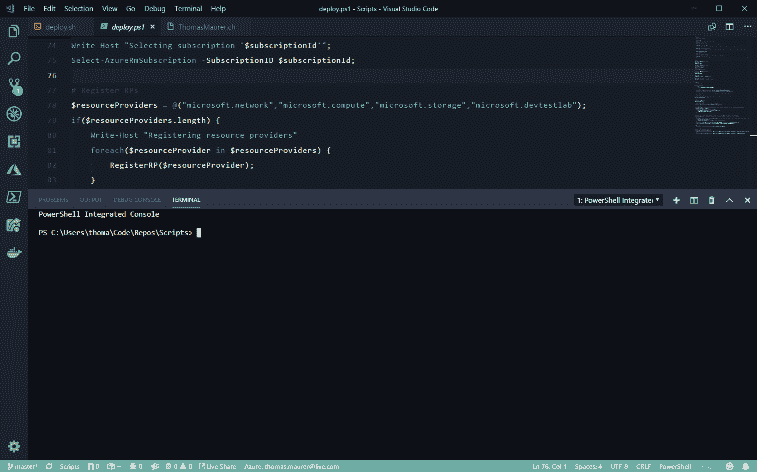 File Edit Selection View Go Debug Terminal Help
deploy.ps1 - Scripts - Visual Studio Code
deploy.sh deploy.ps1 ThomasMaurer.ch
74 Write-Host "Selecting subscription '$subscriptionId'";
75 Select-AzureRmSubscription -SubscriptionID $subscriptionId;
76
77 # Register RPs
78 $resourceProviders = @("microsoft.network","microsoft.compute","microsoft.storage","microsoft.devtestlab");
79 if($resourceProviders.length) {
80 Write-Host "Registering resource providers"
81 foreach($resourceProvider in $resourceProviders) {
82 RegisterRP($resourceProvider);
83 }
PROBLEMS OUTPUT DEBUG CONSOLE TERMINAL
1: PowerShell Integrated
PowerShell Integrated Console
PS C:\Users\thoma\Code\Repos\Scripts>
master! Scripts 0 0 0 0 Live Share Azure: thomas.maurer@live.com Ln 76, Col 1 Spaces: 4 UTF-8 CRLF PowerShell